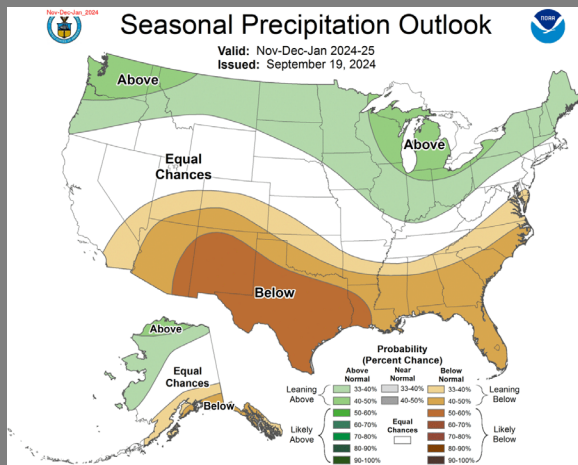 Nov-Dec-Jan_2024
Seasonal Precipitation Outlook
NOAA
Valid: Nov-Dec-Jan 2024-25
Issued: September 19, 2024
Above
Above
Equal
Chances
Below
Above
Equal
Chances
Below
Probability
(Percent Chance)
Above
Normal
Near
Normal
Below
Normal
Leaning
Above
33-40%
40-50%
33-40%
40-50%
33-40%
40-50%
Leaning
Below
Likely
Above
50-60%
60-70%
70-80%
80-90%
90-100%
Equal
Chances
50-60%
60-70%
70-80%
80-90%
90-100%
Likely
Below